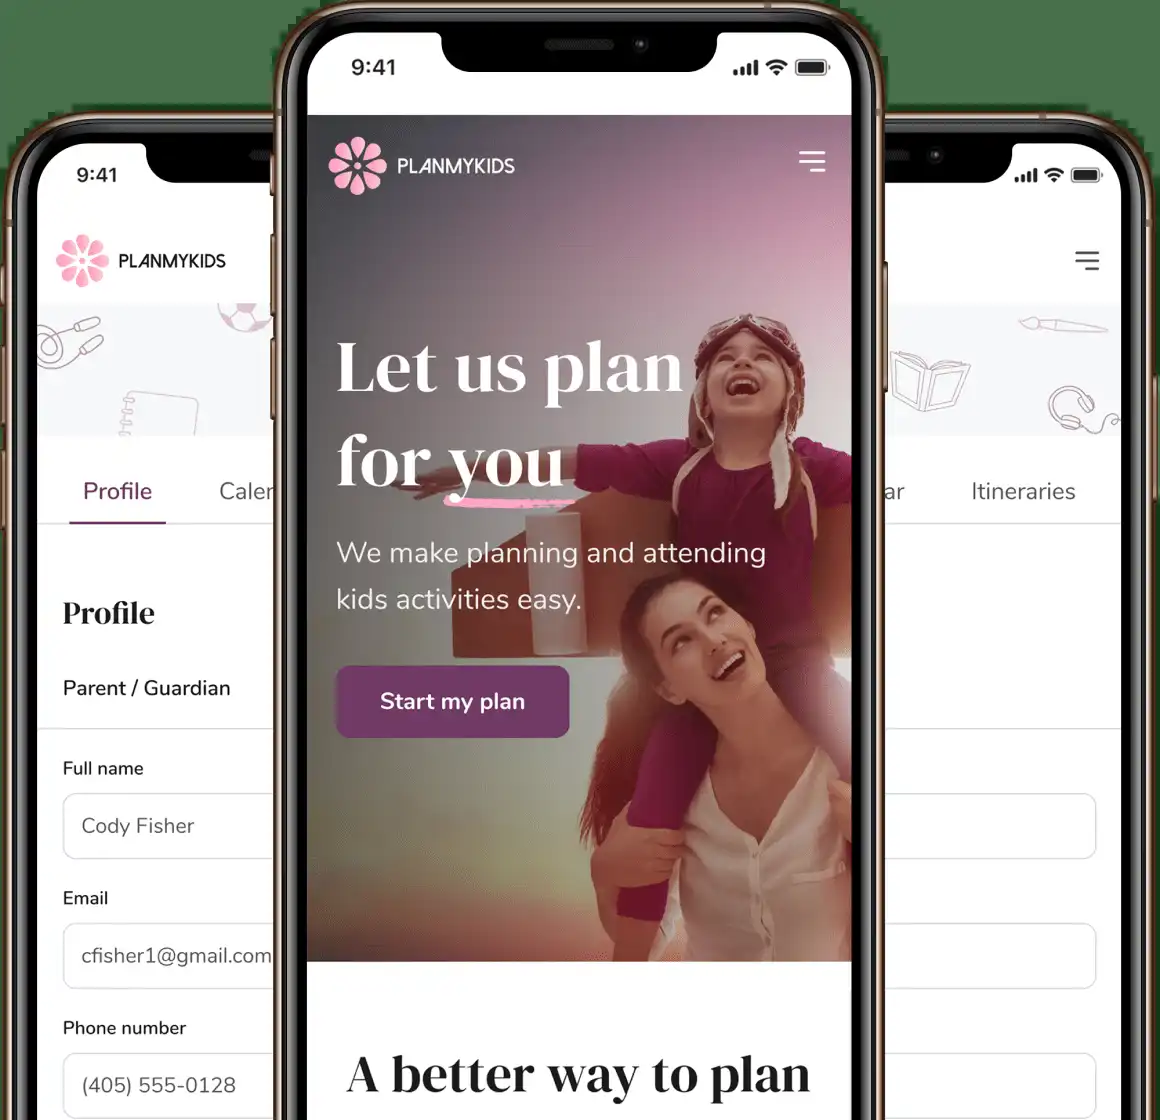 9:41
PLANMYKIDS
Let us plan
for you
We make planning and attending
kids activities easy.
Start my plan
A better way to plan
9:41
PLANMYKIDS
Profile
Caler
Profile
Parent / Guardian
Full name
Cody Fisher
Email
cfisher1@gmail.com
Phone number
(405) 555-0128
ar
Itineraries